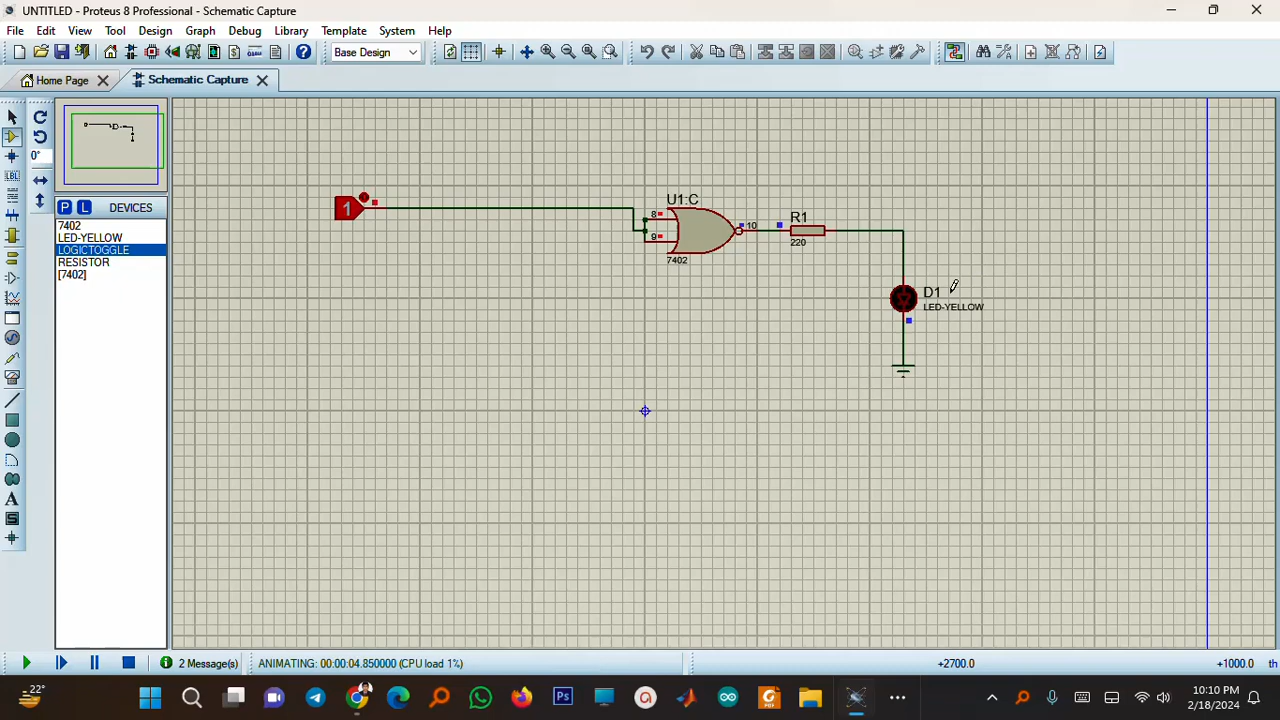 UNTITLED - Proteus 8 Professional - Schematic Capture
File Edit View Tool Design Graph Debug Library Template System Help
Base Design
Home Page
Schematic Capture
LBL
0°
P L DEVICES
7402
LED-YELLOW
LOGICTOGGLE
RESISTOR
[7402]
A
S
1
U1:C
8
9
10
7402
R1
220
D1
LED-YELLOW
2 Message(s)
ANIMATING: 00:00:04.850000 (CPU load 1%)
+2700.0
+1000.0
th
22°
Ps
PDF
10:10 PM
2/18/2024